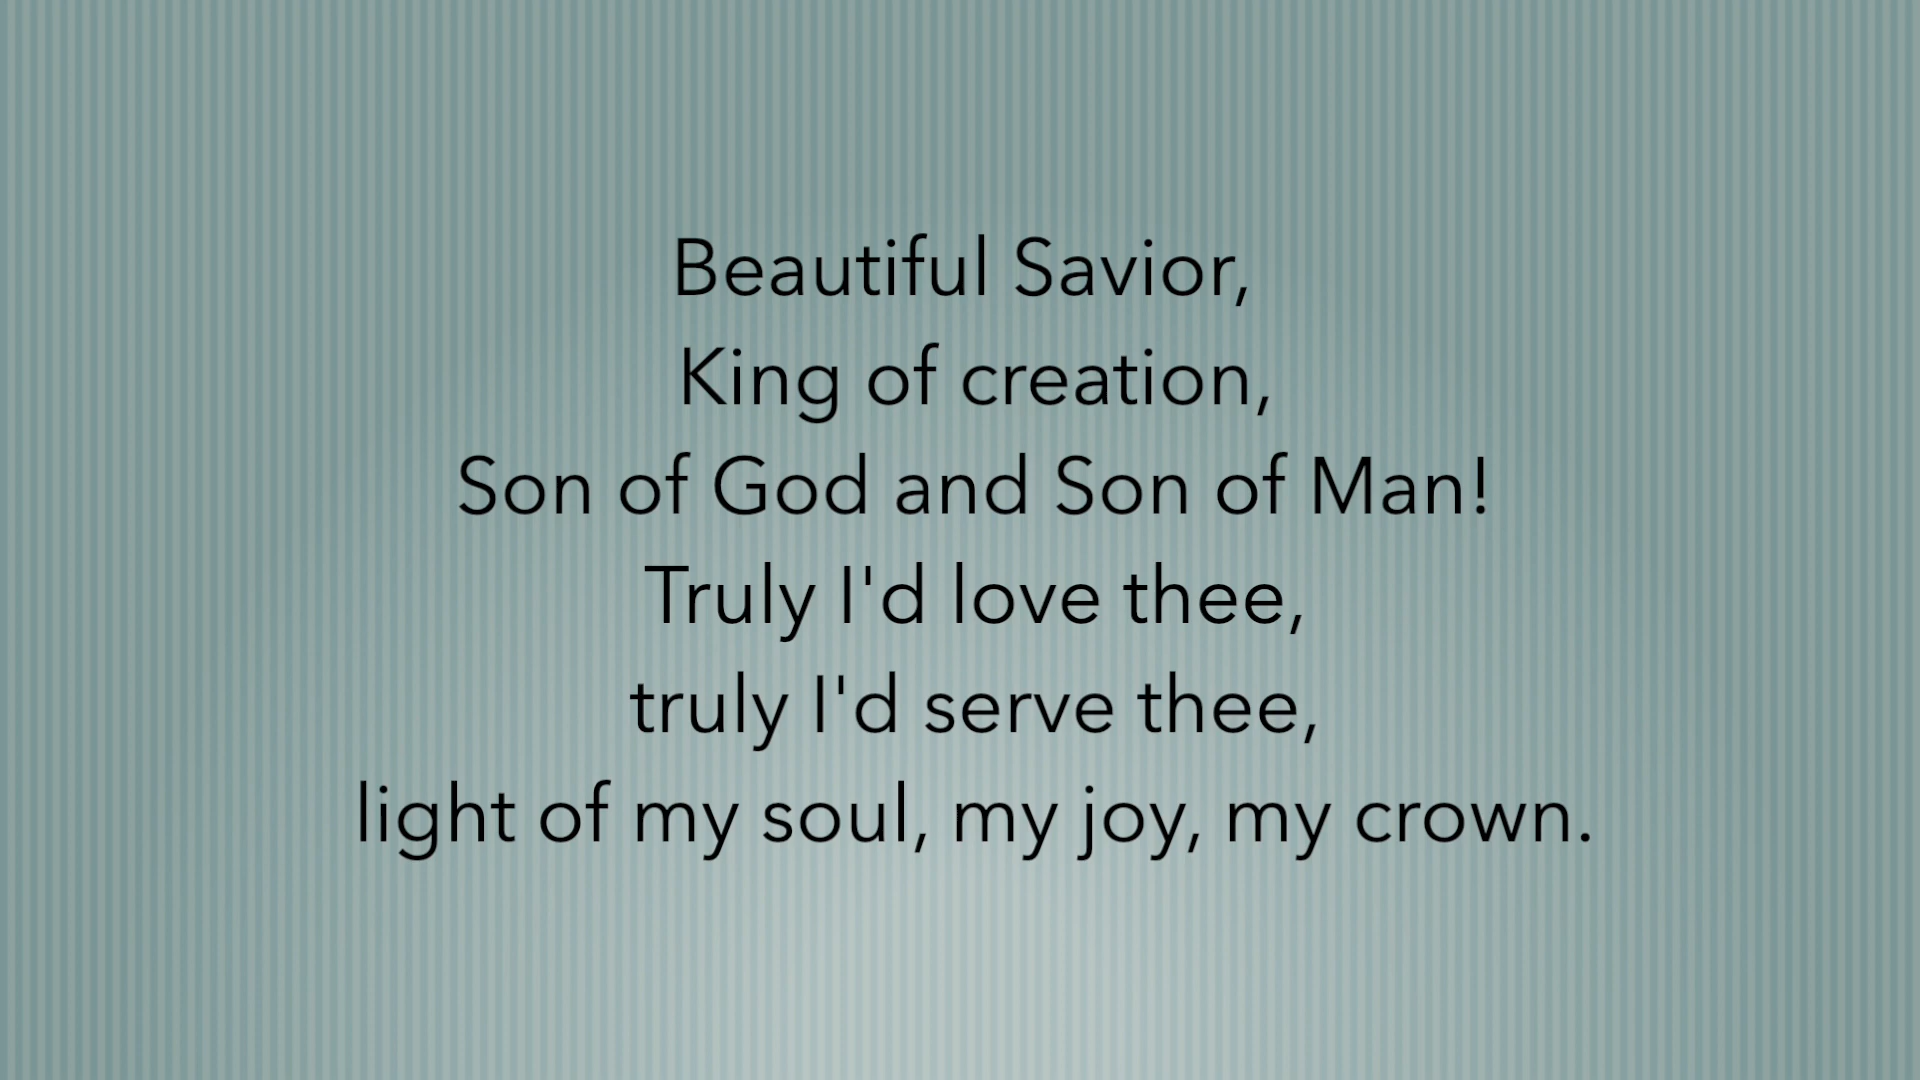 Beautiful Savior,
King of creation,
Son of God and Son of Man!
Truly I'd love thee,
truly I'd serve thee,
light of my soul, my joy, my crown.